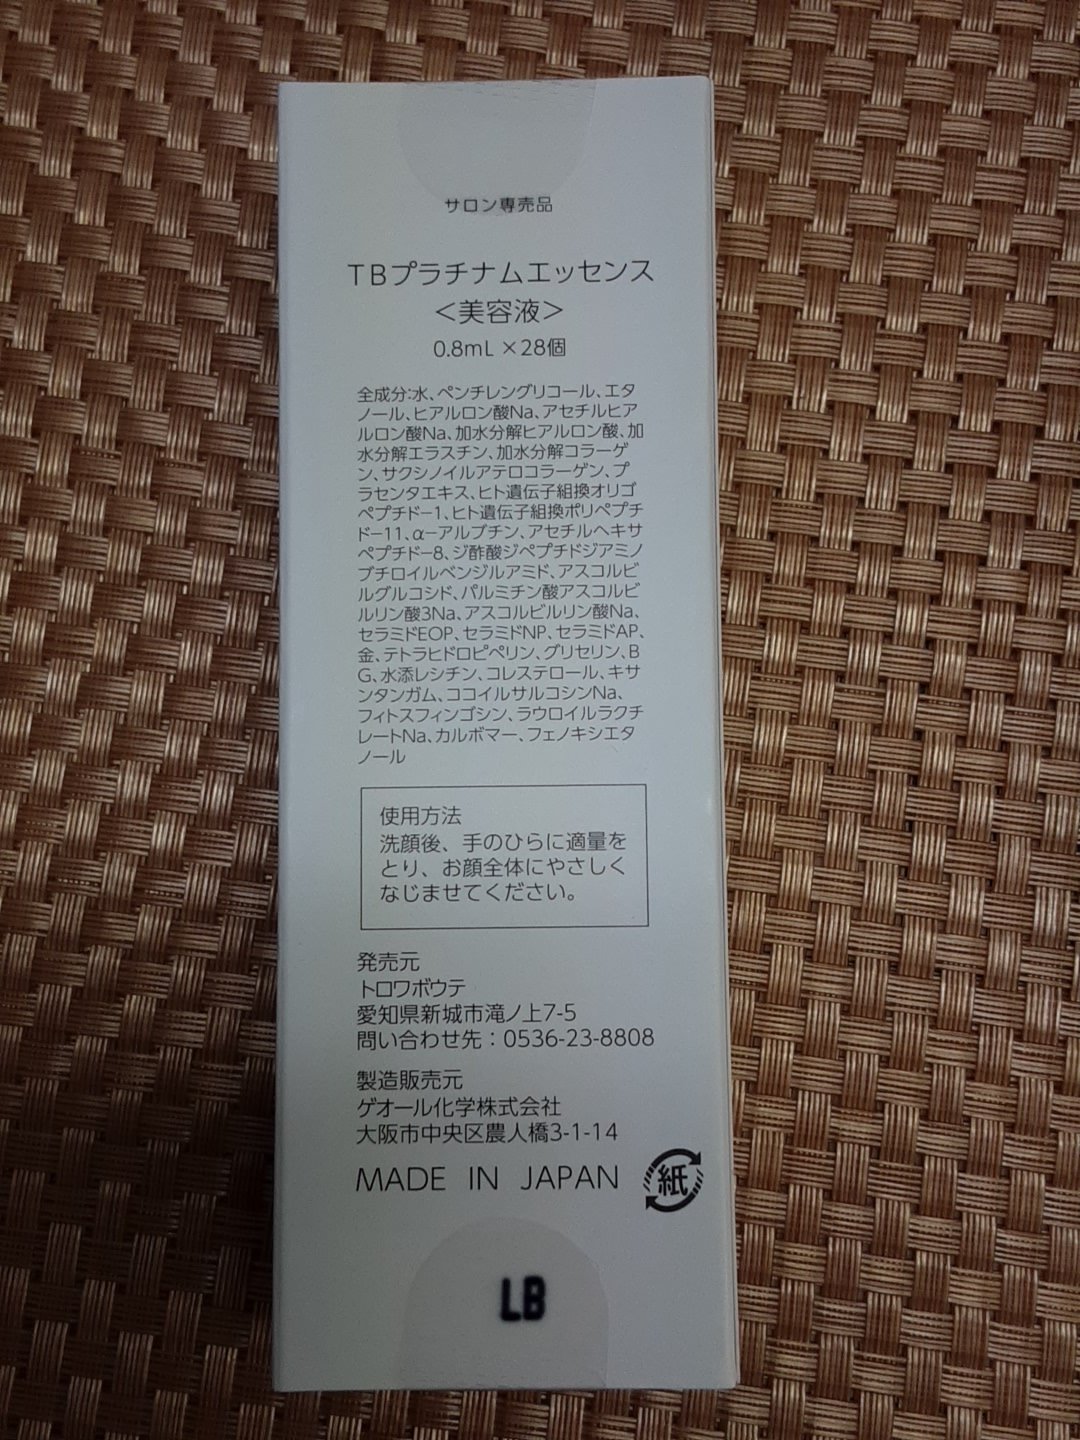 サロン専売品
TBプラチナムエッセンス
＜美容液＞
0.8mL ×28個
全成分:水、ペンチレングリコール、エタ
ノール、ヒアルロン酸Na、アセチルヒア
ルロン酸Na、加水分解ヒアルロン酸、加
水分解エラスチン、加水分解コラーゲ
ン、サクシノイルアテロコラーゲン、プ
ラセンタエキス、ヒト遺伝子組換オリゴ
ペプチド-1、ヒト遺伝子組換ポリペプチ
ド-11、α-アルブチン、アセチルヘキサ
ペプチド-8、ジ酢酸ジペプチドジアミノ
ブチロイルベンジルアミド、アスコルビ
ルグルコシド、パルミチン酸アスコルビ
ルリン酸3Na、アスコルビルリン酸Na、
セラミドEOP、セラミドNP、セラミドAP、
金、テトラヒドロピペリン、グリセリン、B
G、水添レシチン、コレステロール、キサ
ンタンガム、ココイルサルコシンNa、
フィトスフィンゴシン、ラウロイルラクチ
レートNa、カルボマー、フェノキシエタ
ノール
使用方法
洗顔後、手のひらに適量を
とり、お顔全体にやさしく
なじませてください。
発売元
トロワボウテ
愛知県新城市滝ノ上7-5
問い合わせ先：0536-23-8808
製造販売元
ゲオール化学株式会社
大阪市中央区農人橋3-1-14
MADE IN JAPAN
紙
LB